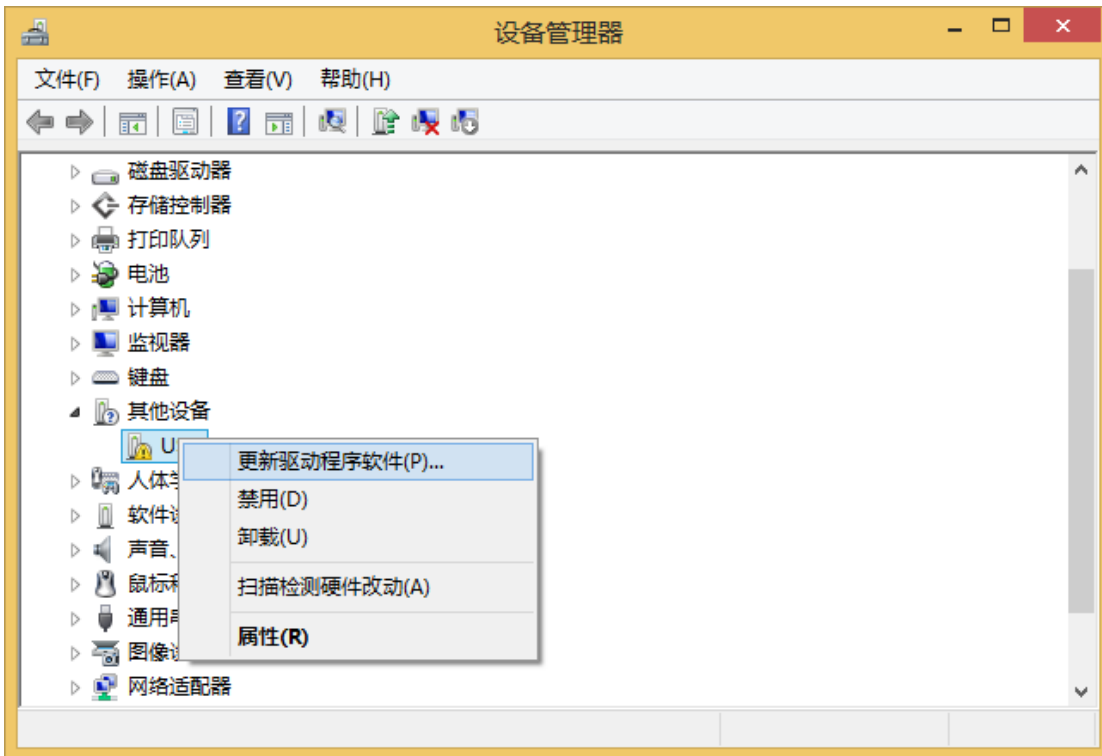 设备管理器
文件(F) 操作(A) 查看(V) 帮助(H)
磁盘驱动器
存储控制器
打印队列
电池
计算机
监视器
键盘
其他设备
U
更新驱动程序软件(P)...
人体学
禁用(D)
软件
卸载(U)
声音、
鼠标
扫描检测硬件改动(A)
通用
属性(R)
图像
网络适配器